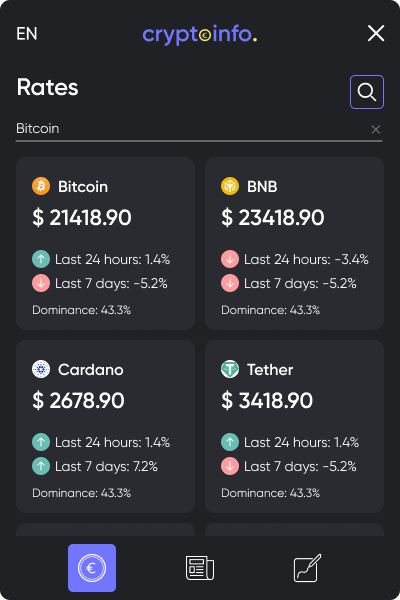 EN
crypt€info.
Rates
Bitcoin
Bitcoin
$ 21418.90
Last 24 hours: 1.4%
Last 7 days: -5.2%
Dominance: 43.3%
BNB
$ 23418.90
Last 24 hours: -3.4%
Last 7 days: -5.2%
Dominance: 43.3%
Cardano
$ 2678.90
Last 24 hours: 1.4%
Last 7 days: 7.2%
Dominance: 43.3%
Tether
$ 3418.90
Last 24 hours: 1.4%
Last 7 days: -5.2%
Dominance: 43.3%